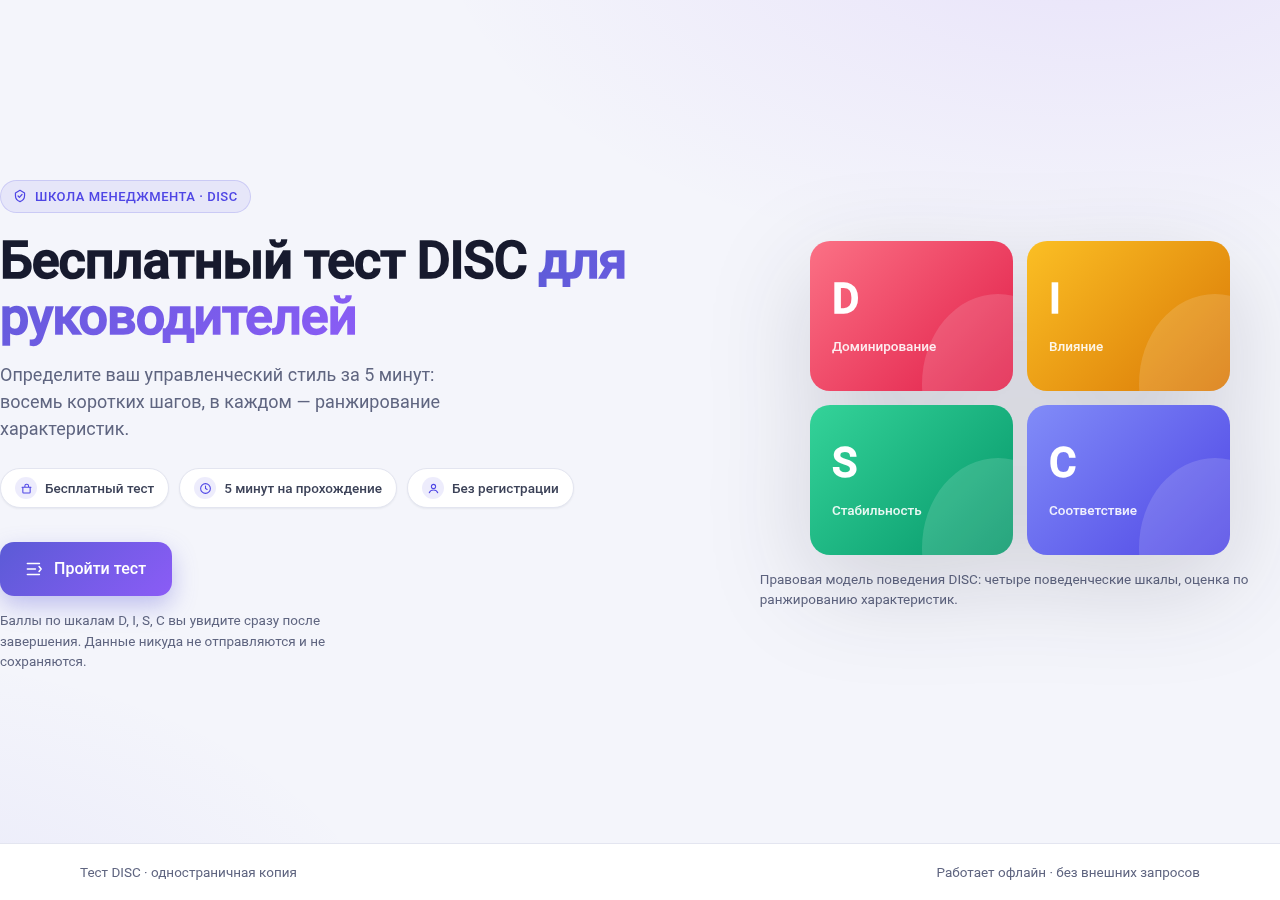 ШКОЛА МЕНЕДЖМЕНТА · DISC
Бесплатный тест DISC для
руководителей
Определите ваш управленческий стиль за 5 минут:
восемь коротких шагов, в каждом — ранжирование
характеристик.
Бесплатный тест
5 минут на прохождение
Без регистрации
Пройти тест
Баллы по шкалам D, I, S, C вы увидите сразу после
завершения. Данные никуда не отправляются и не
сохраняются.
D
Доминирование
I
Влияние
S
Стабильность
C
Соответствие
Правовая модель поведения DISC: четыре поведенческие шкалы, оценка по
ранжированию характеристик.
Тест DISC · одностраничная копия
Работает офлайн · без внешних запросов